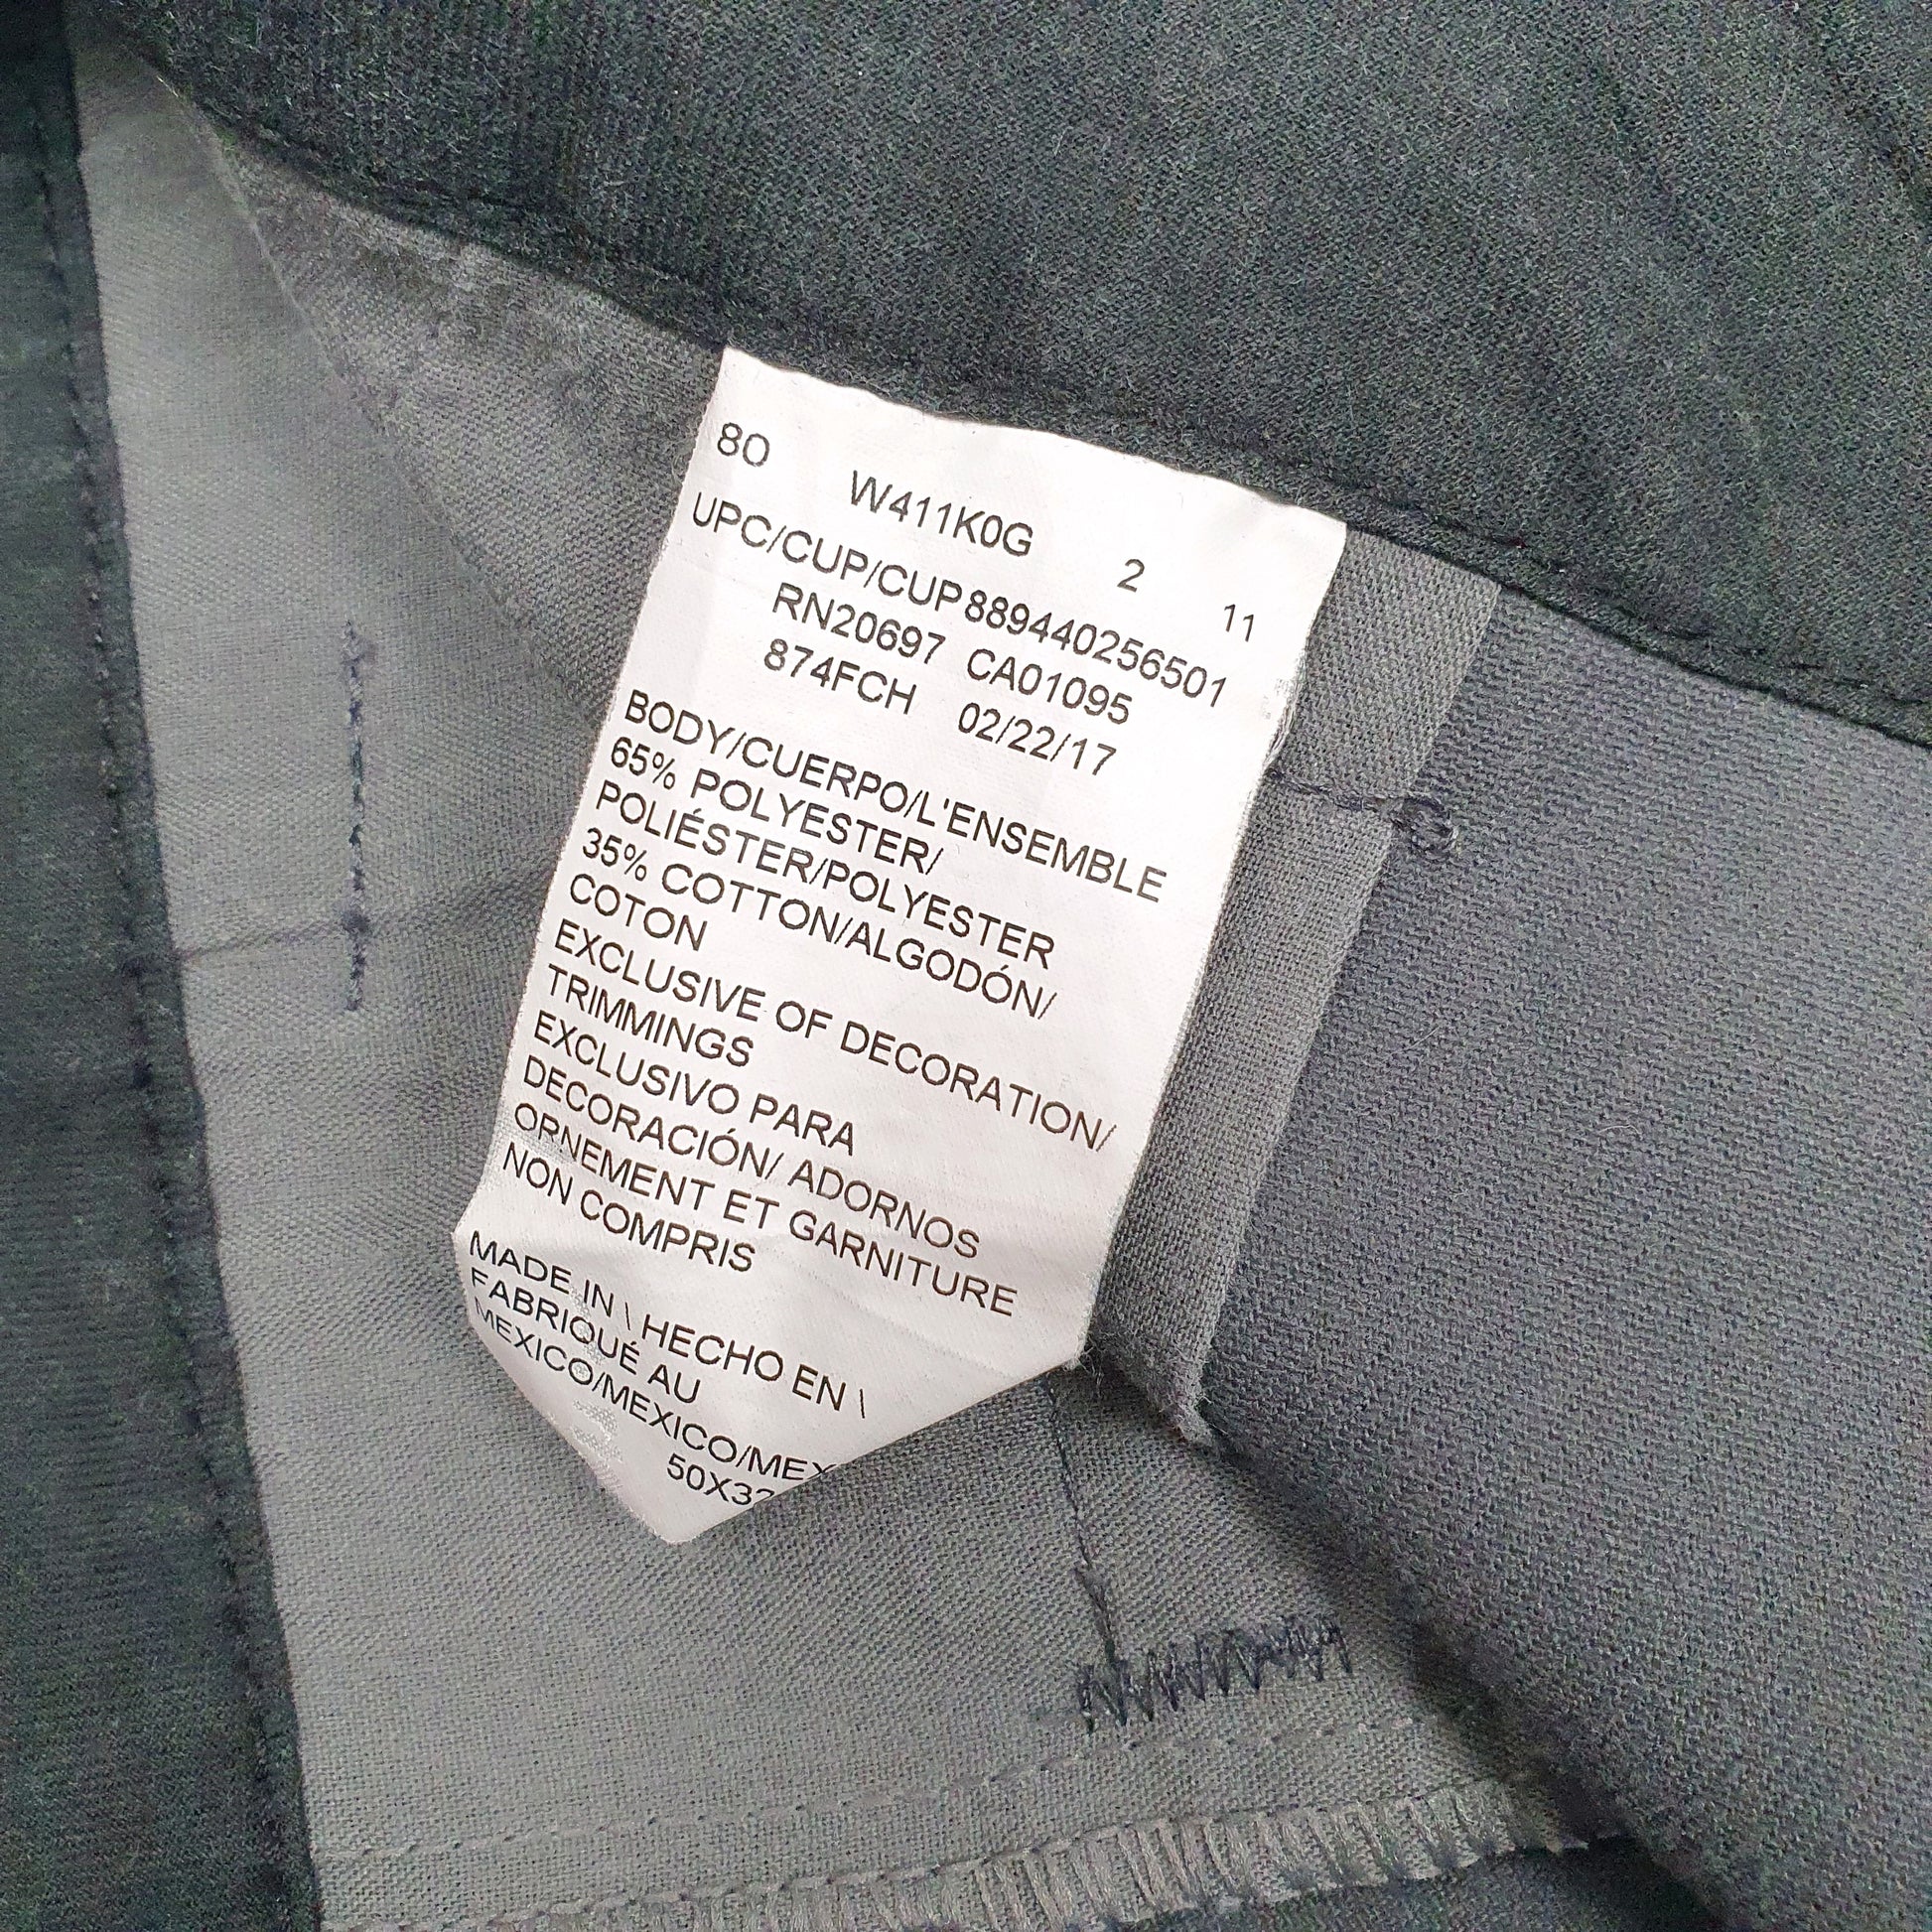 80 W411K0G 2 11
UPC/CUP/CUP 889440256501
RN20697 CA01095
874FCH 02/22/17
BODY/CUERPO/L'ENSEMBLE
65% POLYESTER/
POLIÉSTER/POLYESTER
35% COTTON/ALGODÓN/
COTON
EXCLUSIVE OF DECORATION/
TRIMMINGS
EXCLUSIVO PARA
DECORACIÓN/ ADORNOS
ORNEMENT ET GARNITURE
NON COMPRIS
MADE IN \ HECHO EN \
FABRIQUÉ AU
MEXICO/MEXICO/MEX